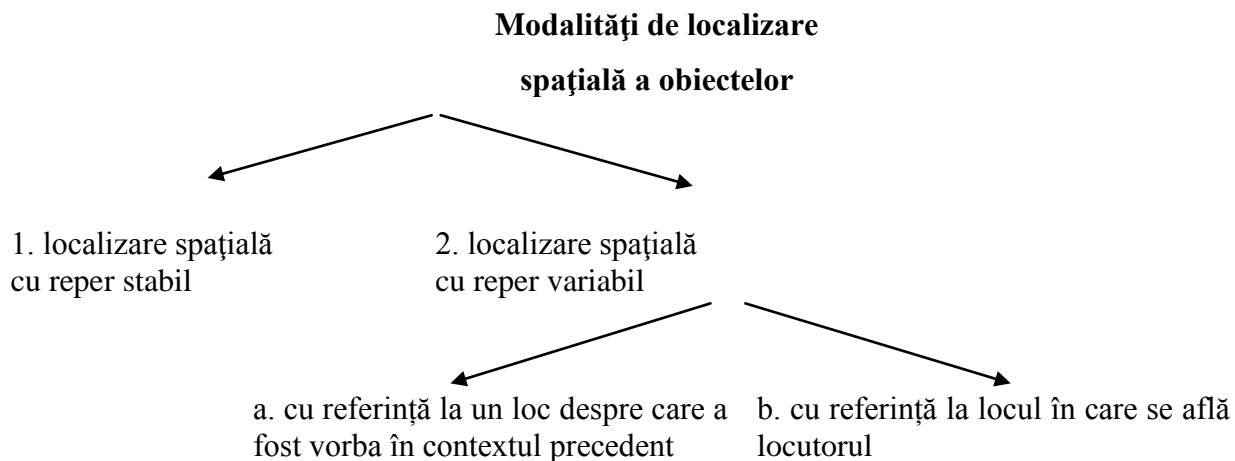 Modalităţi de localizare
spaţială a obiectelor
1. localizare spaţială
cu reper stabil
2. localizare spaţială
cu reper variabil
a. cu referință la un loc despre care a
fost vorba în contextul precedent
b. cu referință la locul în care se află
locutorul